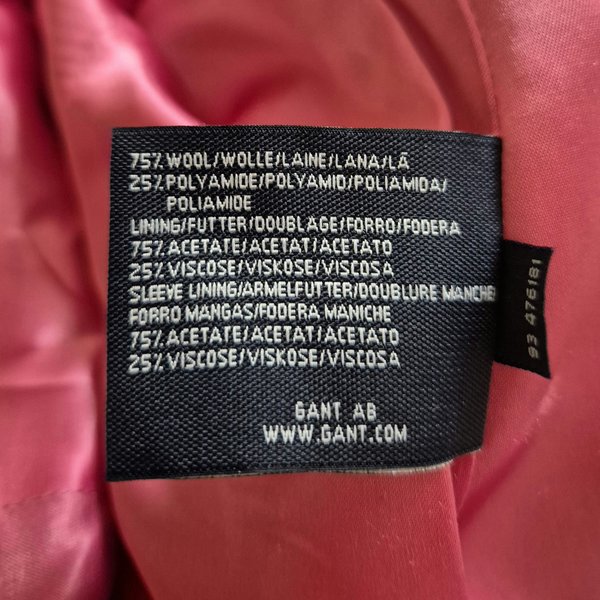 75% WOOL/WOLLE/LAINE/LANA/LÃ
25% POLYAMIDE/POLYAMID/POLIAMIDA/
POLIAMIDE
LINING/FUTTER/DOUBLAGE/FORRO/FODERA
75% ACETATE/ACETAT/ACETATO
25% VISCOSE/VISKOSE/VISCOSA
SLEEVE LINING/ARMELFUTTER/DOUBLURE MANCHE
FORRO MANGAS/FODERA MANICHE
75% ACETATE/ACETAT/ACETATO
25% VISCOSE/VISKOSE/VISCOSA
GANT AB
WWW.GANT.COM
93 476181